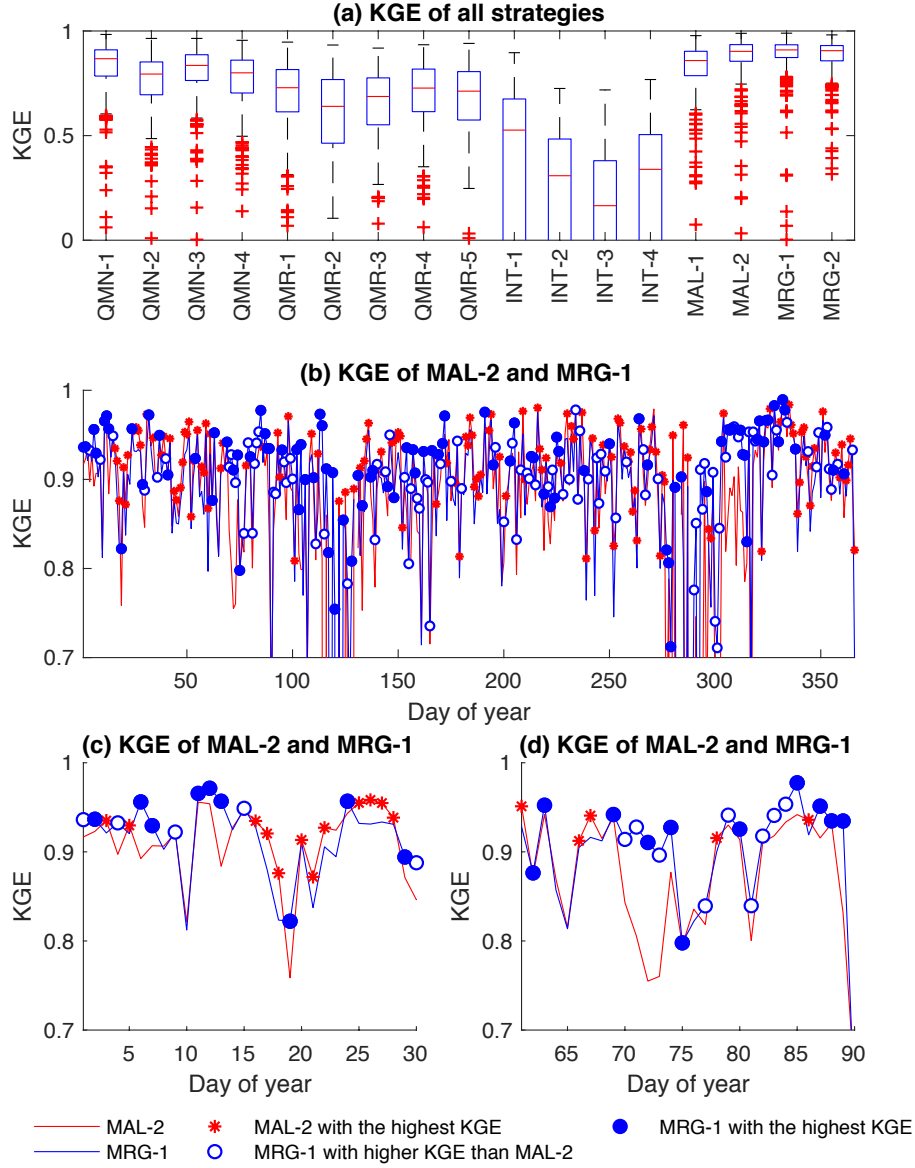 (a) KGE of all strategies
1
0.5
0
KGE
QMN-1
QMN-2
QMN-3
QMN-4
QMR-1
QMR-2
QMR-3
QMR-4
QMR-5
INT-1
INT-2
INT-3
INT-4
MAL-1
MAL-2
MRG-1
MRG-2
(b) KGE of MAL-2 and MRG-1
1
0.9
0.8
0.7
KGE
50 100 150 200 250 300 350
Day of year
(c) KGE of MAL-2 and MRG-1
1
0.9
0.8
0.7
KGE
5 10 15 20 25 30
Day of year
(d) KGE of MAL-2 and MRG-1
1
0.9
0.8
0.7
KGE
65 70 75 80 85 90
Day of year
MAL-2 MAL-2 with the highest KGE MRG-1 with the highest KGE
MRG-1 MRG-1 with higher KGE than MAL-2